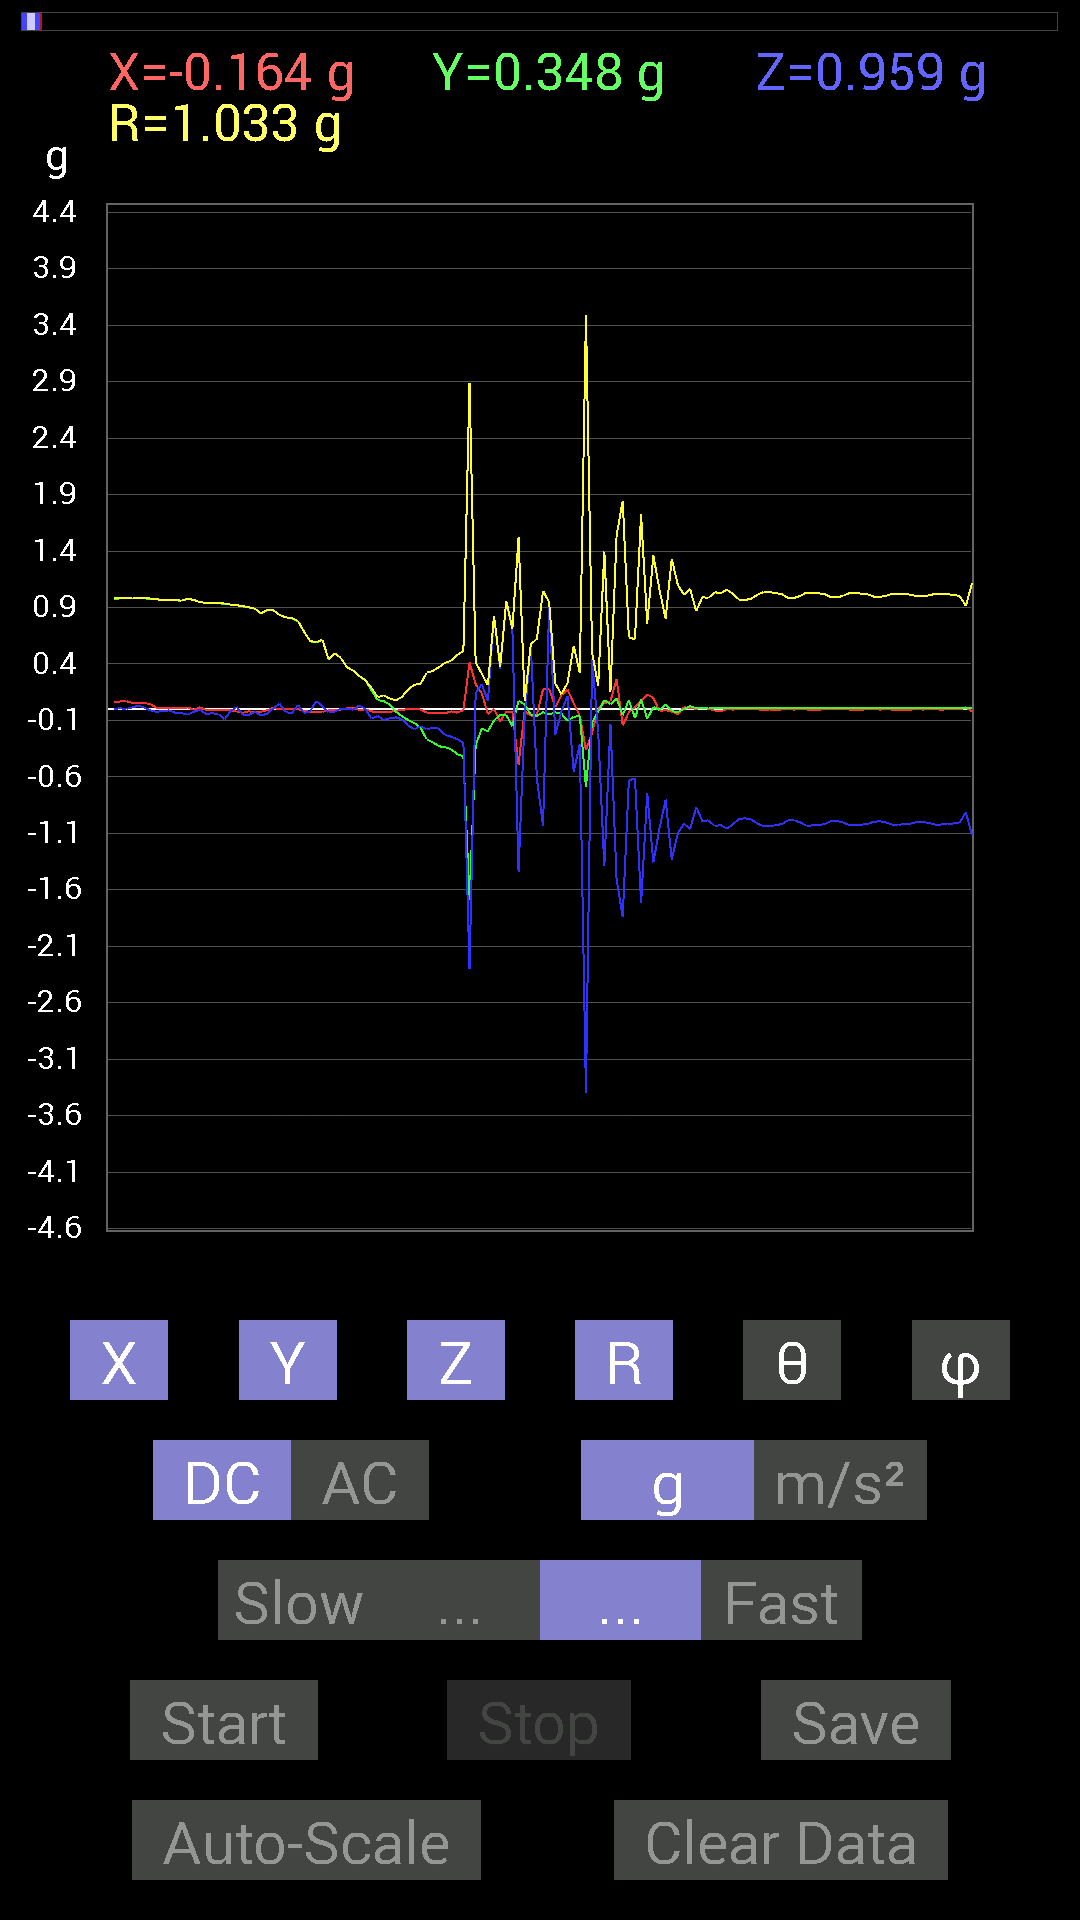 X=-0.164 g Y=0.348 g Z=0.959 g
R=1.033 g
g
4.4
3.9
3.4
2.9
2.4
1.9
1.4
0.9
0.4
-0.1
-0.6
-1.1
-1.6
-2.1
-2.6
-3.1
-3.6
-4.1
-4.6
X Y Z R θ φ
DC AC g m/s²
Slow ... ... Fast
Start Stop Save
Auto-Scale Clear Data